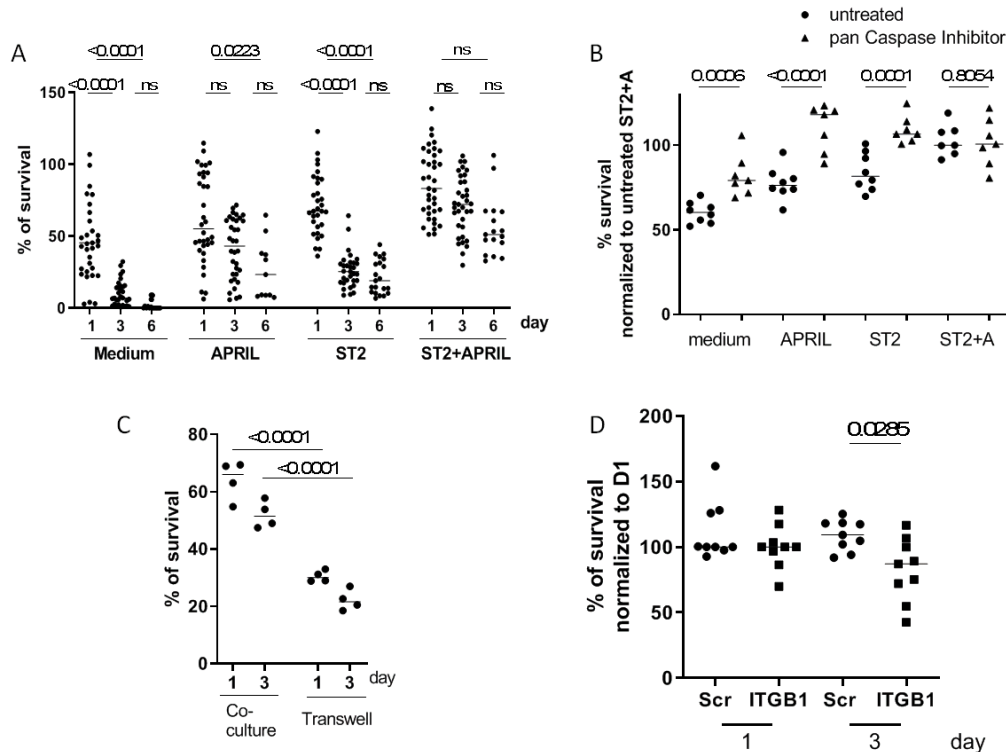 untreated
pan Caspase Inhibitor
A
<0.0001 0.0223 <0.0001 ns
<0.0001 ns ns ns <0.0001 ns ns ns
% of survival
150
100
50
0
1 3 6 1 3 6 1 3 6 1 3 6 day
Medium APRIL ST2 ST2+APRIL
B
0.0006 <0.0001 0.0001 0.8054
% survival
normalized to untreated ST2+A
100
50
0
medium APRIL ST2 ST2+A
C
<0.0001
<0.0001
% of survival
80
60
40
20
0
1 3 1 3 day
Co-
culture
Transwell
D
0.0285
% of survival
normalized to D1
200
150
100
50
0
Scr ITGB1 Scr ITGB1
1 3 day